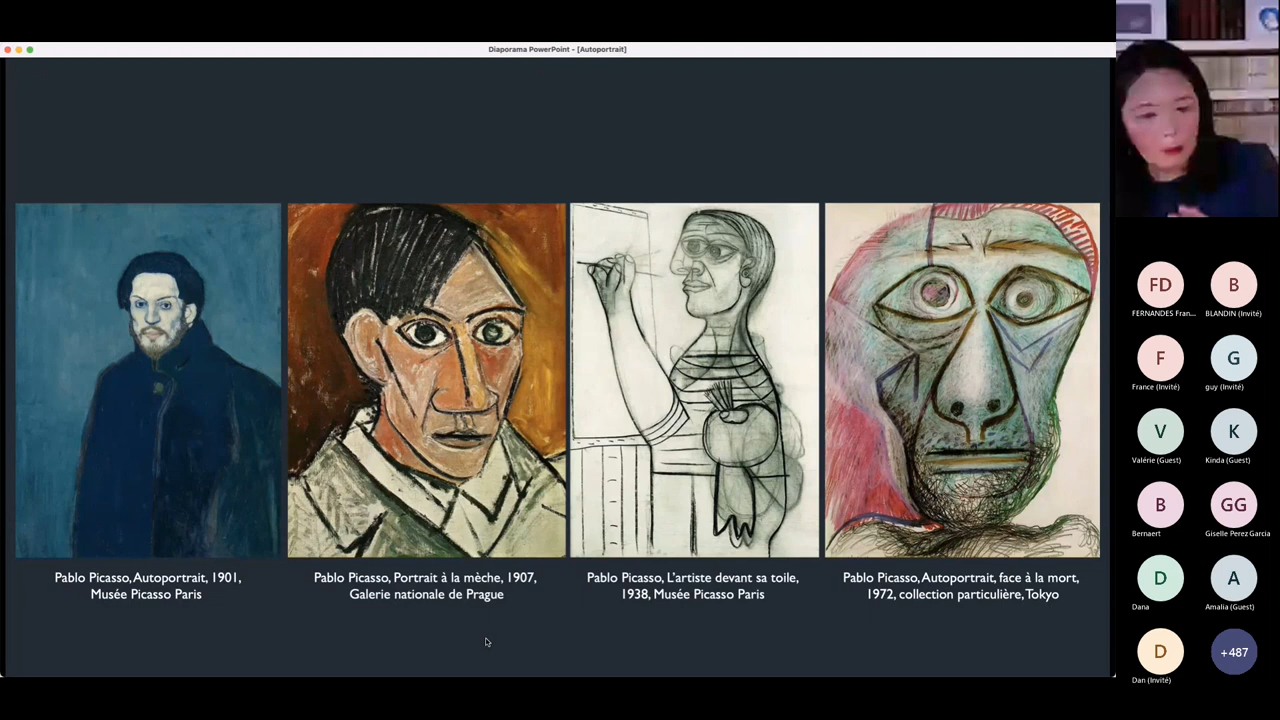 Diaporama PowerPoint - [Autoportrait]
Pablo Picasso, Autoportrait, 1901,
Musée Picasso Paris
Pablo Picasso, Portrait à la mèche, 1907,
Galerie nationale de Prague
Pablo Picasso, L'artiste devant sa toile,
1938, Musée Picasso Paris
Pablo Picasso, Autoportrait, face à la mort,
1972, collection particulière, Tokyo
FD
FERNANDES Fran...
B
BLANDIN (Invité)
F
France (Invité)
G
guy (Invité)
V
Valérie (Guest)
K
Kinda (Guest)
B
Bernaert
GG
Giselle Perez Garcia
D
Dana
A
Amalia (Guest)
D
Dan (Invité)
+487